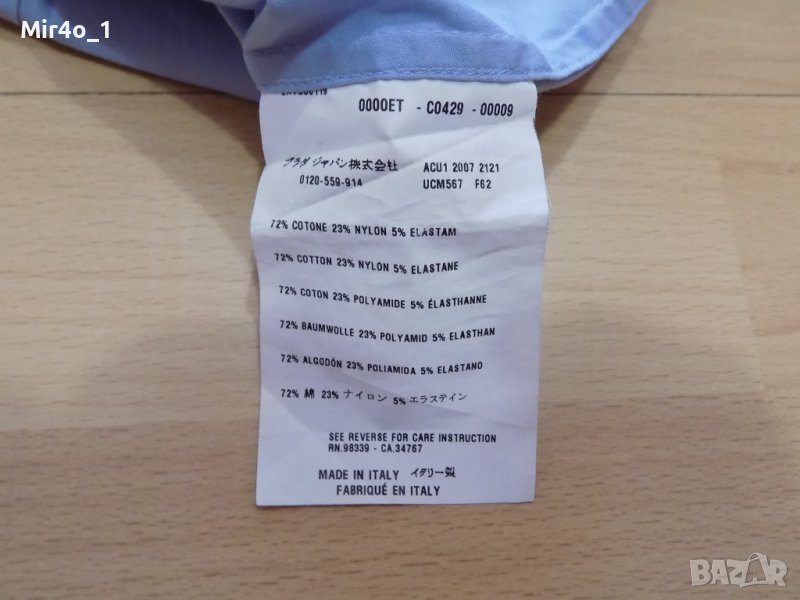 Mir4o_1
0000ET - C0429 - 00009
プラダ ジャパン株式会社
ACU1 2007 2121
0120-559-914
UCM567 F62
72% COTONE 23% NYLON 5% ELASTAM
72% COTTON 23% NYLON 5% ELASTANE
72% COTON 23% POLYAMIDE 5% ÉLASTHANNE
72% BAUMWOLLE 23% POLYAMID 5% ELASTHAN
72% ALGODÓN 23% POLIAMIDA 5% ELASTANO
72% 綿 23% ナイロン 5% エラステイン
SEE REVERSE FOR CARE INSTRUCTION
RN.98339 - CA.34767
MADE IN ITALY イタリー製
FABRIQUÉ EN ITALY
BAZAR